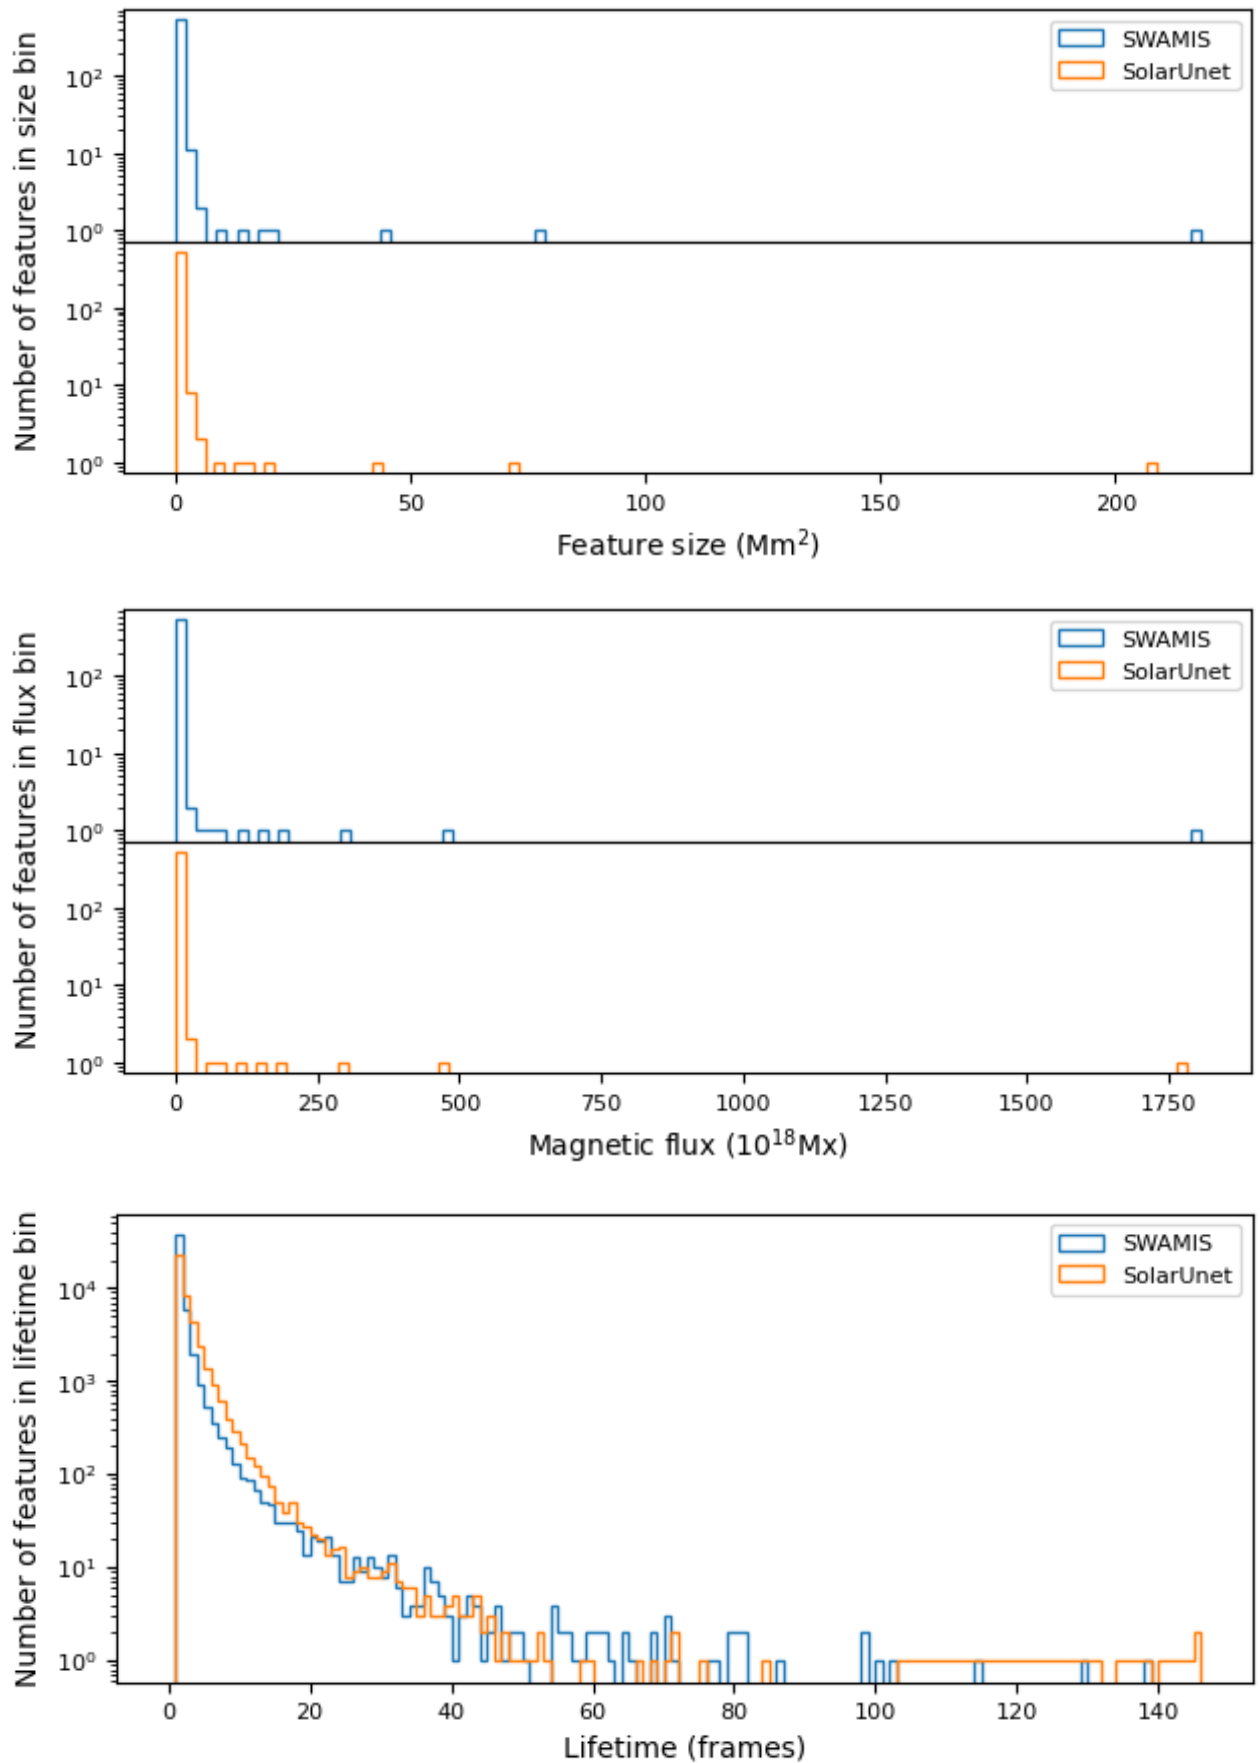 SWAMIS
SolarUnet
Number of features in size bin
10²
10¹
10⁰
10²
10¹
10⁰
0 50 100 150 200
Feature size (Mm²)
SWAMIS
SolarUnet
Number of features in flux bin
10²
10¹
10⁰
10²
10¹
10⁰
0 250 500 750 1000 1250 1500 1750
Magnetic flux (10¹⁸Mx)
SWAMIS
SolarUnet
Number of features in lifetime bin
10⁴
10³
10²
10¹
10⁰
0 20 40 60 80 100 120 140
Lifetime (frames)